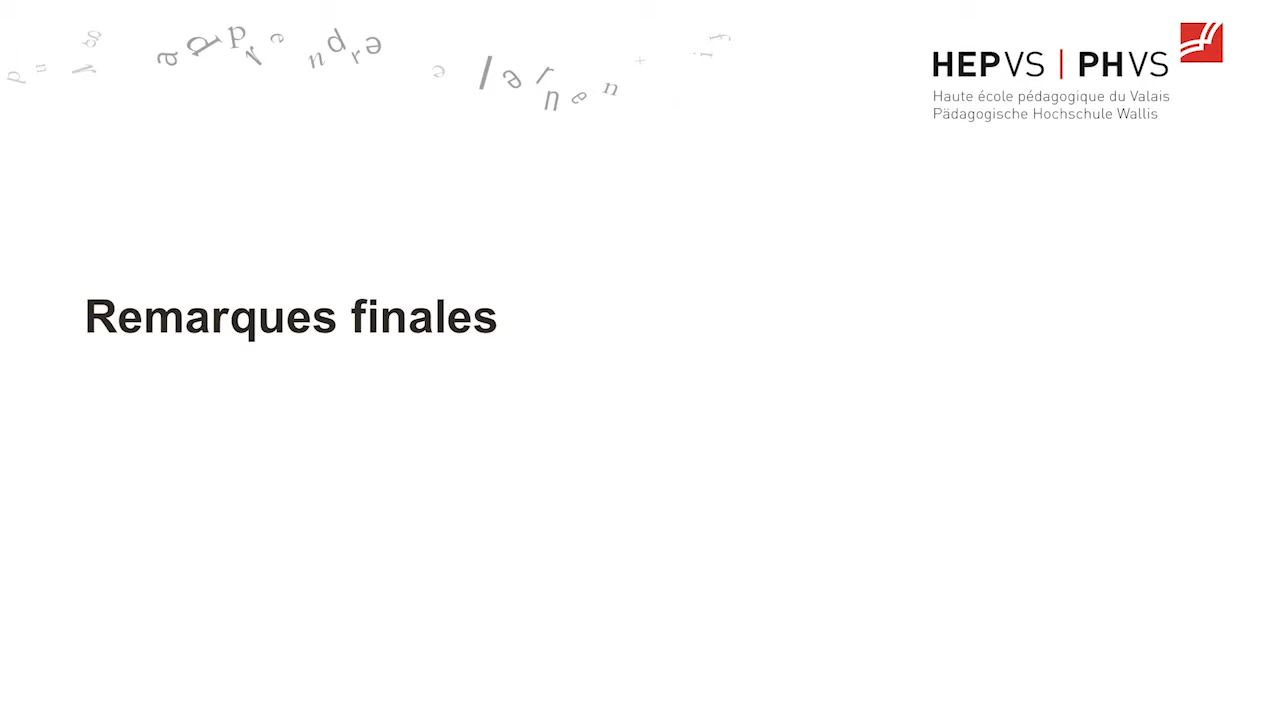 HEPVS | PHVS
Haute école pédagogique du Valais
Pädagogische Hochschule Wallis
Remarques finales